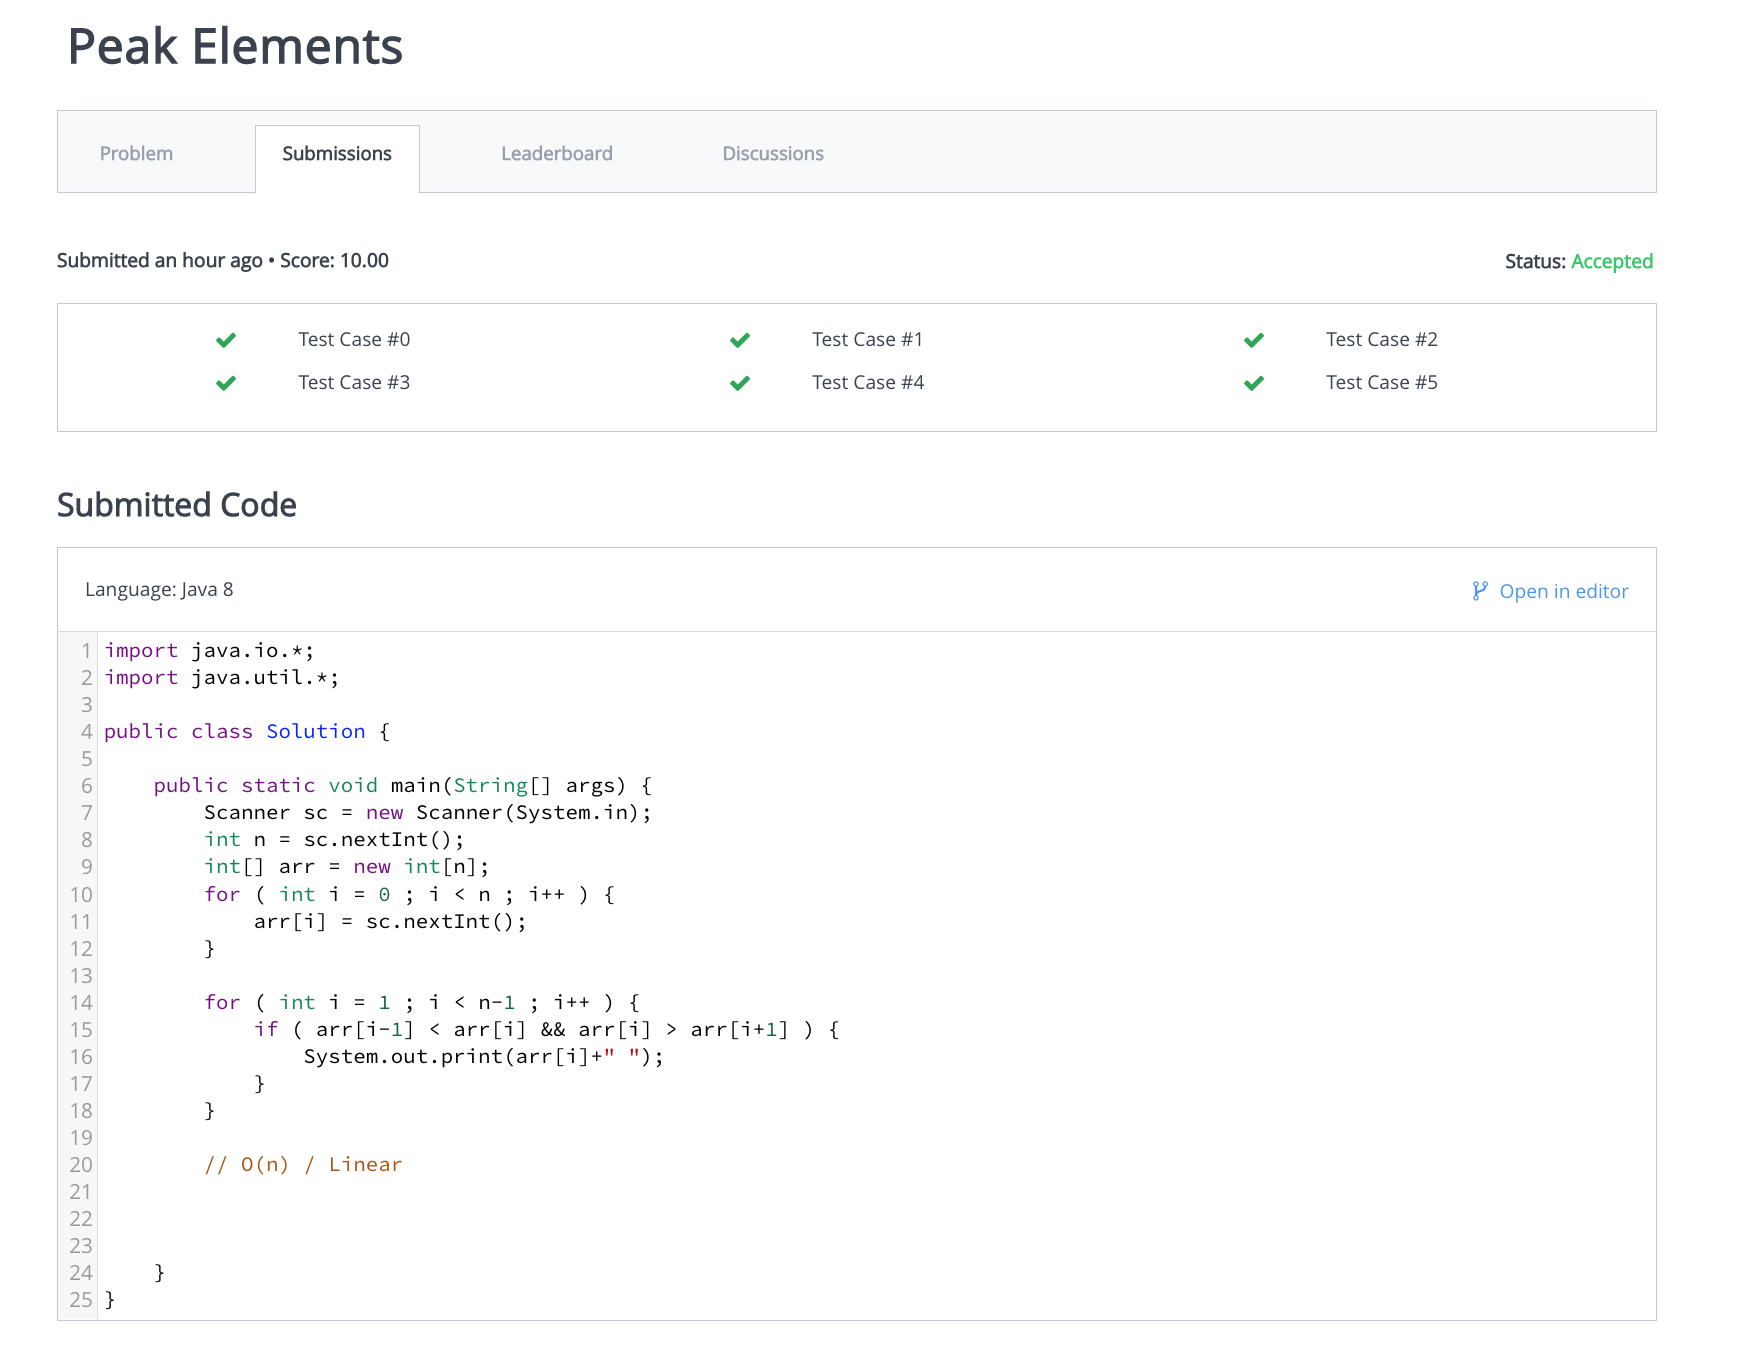 Peak Elements
Problem Submissions Leaderboard Discussions
Submitted an hour ago • Score: 10.00 Status: Accepted
Test Case #0 Test Case #1 Test Case #2
Test Case #3 Test Case #4 Test Case #5
Submitted Code
Language: Java 8 Open in editor
1 import java.io.*;
2 import java.util.*;
3
4 public class Solution {
5
6     public static void main(String[] args) {
7         Scanner sc = new Scanner(System.in);
8         int n = sc.nextInt();
9         int[] arr = new int[n];
10         for ( int i = 0 ; i < n ; i++ ) {
11             arr[i] = sc.nextInt();
12         }
13
14         for ( int i = 1 ; i < n-1 ; i++ ) {
15             if ( arr[i-1] < arr[i] && arr[i] > arr[i+1] ) {
16                 System.out.print(arr[i]+" ");
17             }
18         }
19
20         // O(n) / Linear
21
22
23
24     }
25 }